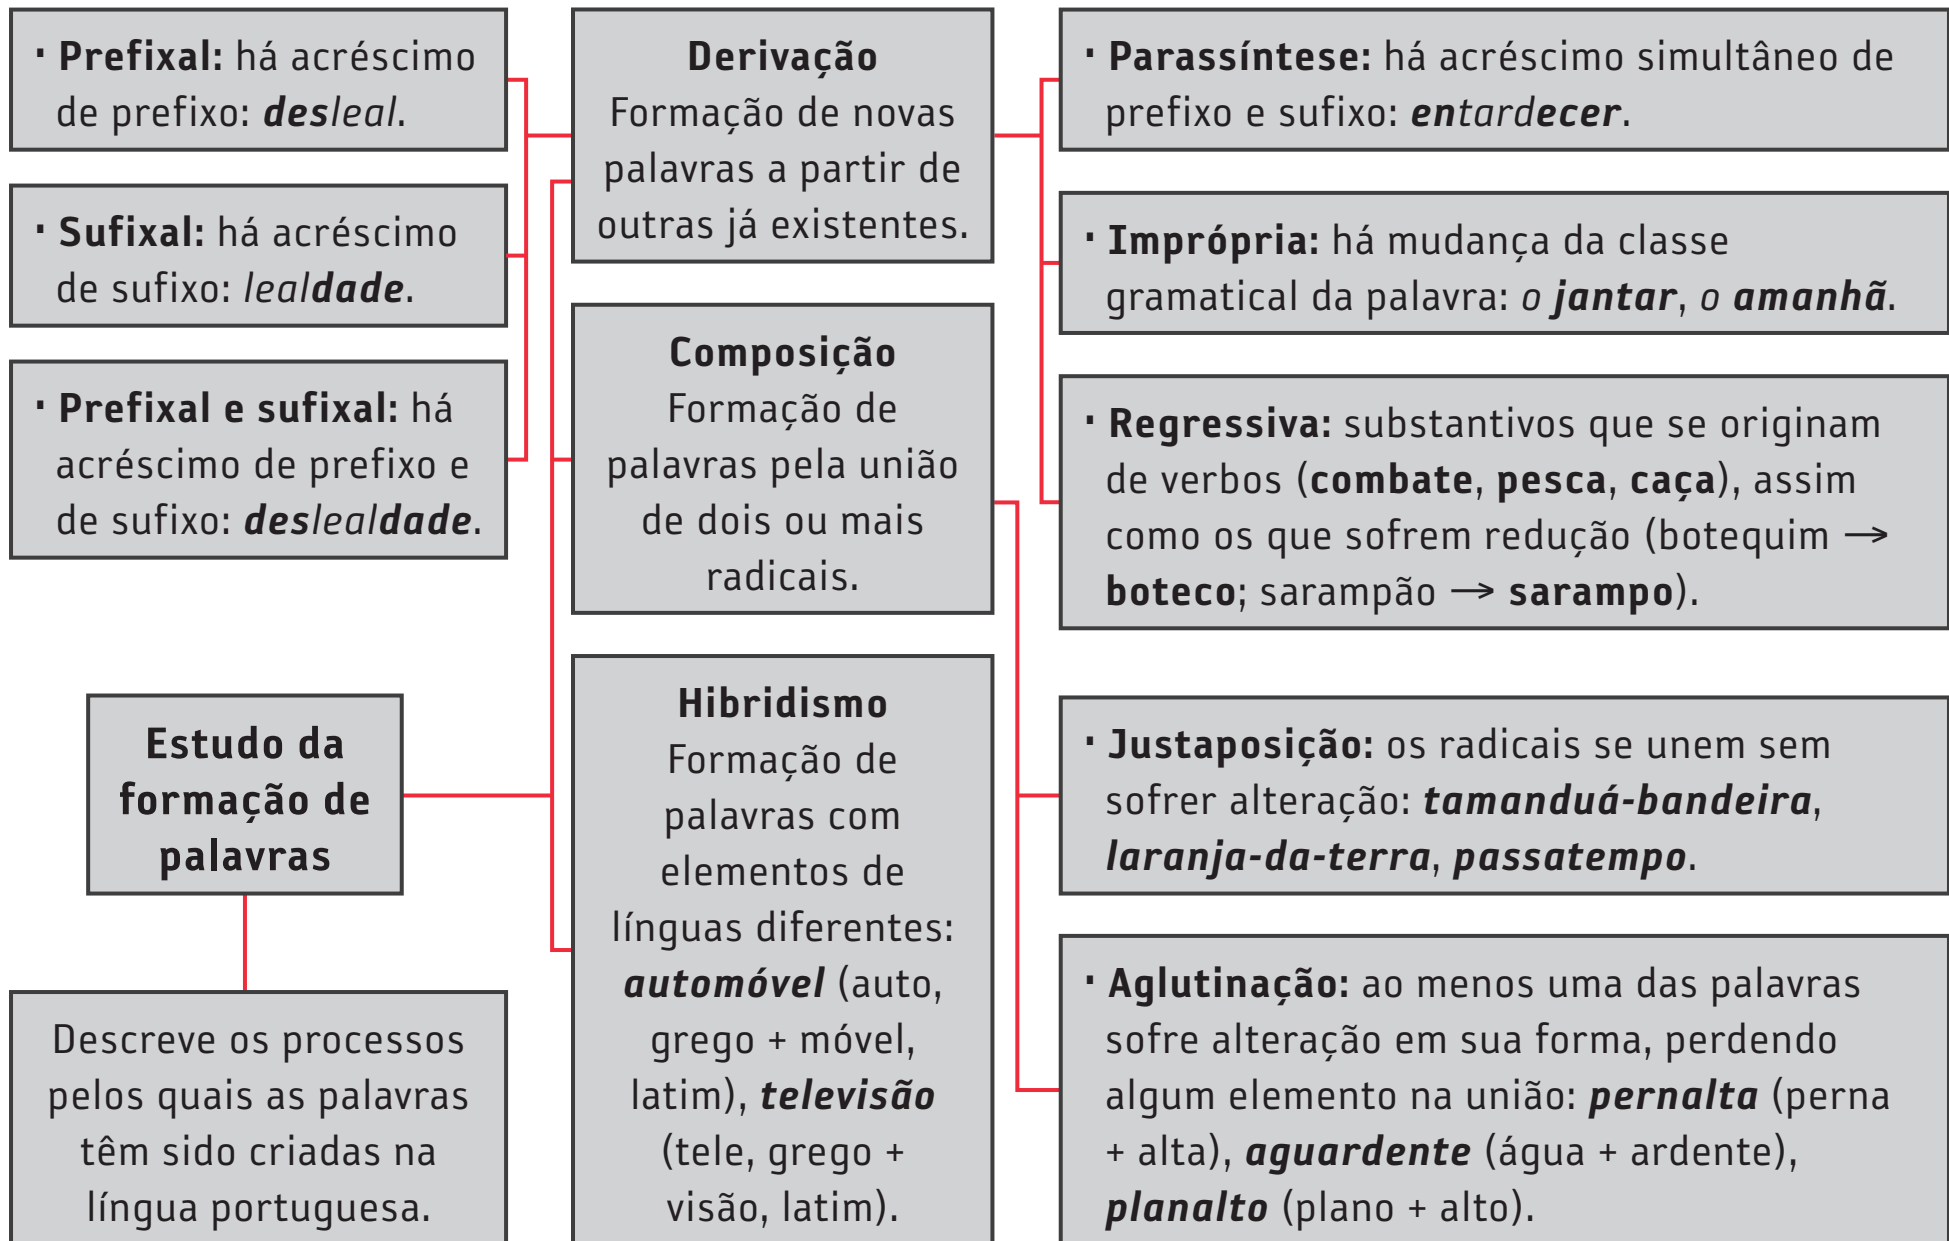 · Prefixal: há acréscimo
de prefixo: desleal.
· Sufixal: há acréscimo
de sufixo: lealdade.
· Prefixal e sufixal: há
acréscimo de prefixo e
de sufixo: deslealdade.
Estudo da
formação de
palavras
Descreve os processos
pelos quais as palavras
têm sido criadas na
língua portuguesa.
Derivação
Formação de novas
palavras a partir de
outras já existentes.
Composição
Formação de
palavras pela união
de dois ou mais
radicais.
Hibridismo
Formação de
palavras com
elementos de
línguas diferentes:
automóvel (auto,
grego + móvel,
latim), televisão
(tele, grego +
visão, latim).
· Parassíntese: há acréscimo simultâneo de
prefixo e sufixo: entardecer.
· Imprópria: há mudança da classe
gramatical da palavra: o jantar, o amanhã.
· Regressiva: substantivos que se originam
de verbos (combate, pesca, caça), assim
como os que sofrem redução (botequim →
boteco; sarampão → sarampo).
· Justaposição: os radicais se unem sem
sofrer alteração: tamanduá-bandeira,
laranja-da-terra, passatempo.
· Aglutinação: ao menos uma das palavras
sofre alteração em sua forma, perdendo
algum elemento na união: pernalta (perna
+ alta), aguardente (água + ardente),
planalto (plano + alto).